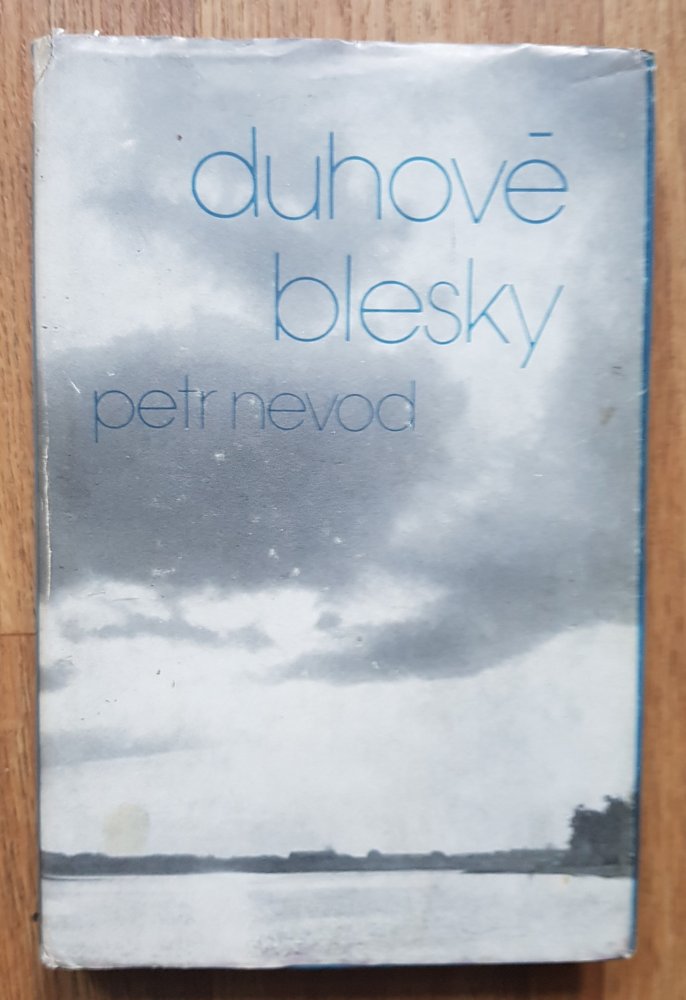 duhové
blesky
petr nevod